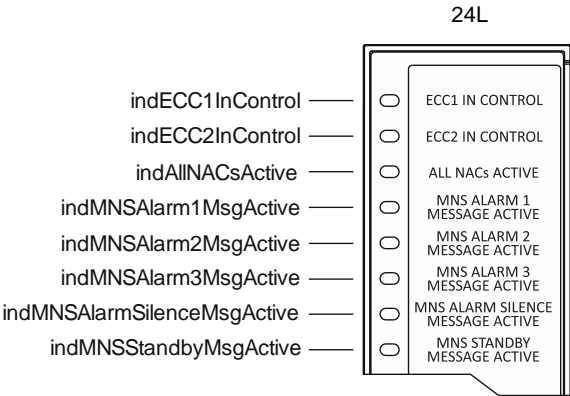 24L
indECC1InControl
ECC1 IN CONTROL
indECC2InControl
ECC2 IN CONTROL
indAllNACsActive
ALL NACs ACTIVE
indMNSAlarm1MsgActive
MNS ALARM 1
MESSAGE ACTIVE
indMNSAlarm2MsgActive
MNS ALARM 2
MESSAGE ACTIVE
indMNSAlarm3MsgActive
MNS ALARM 3
MESSAGE ACTIVE
indMNSAlarmSilenceMsgActive
MNS ALARM SILENCE
MESSAGE ACTIVE
indMNSStandbyMsgActive
MNS STANDBY
MESSAGE ACTIVE